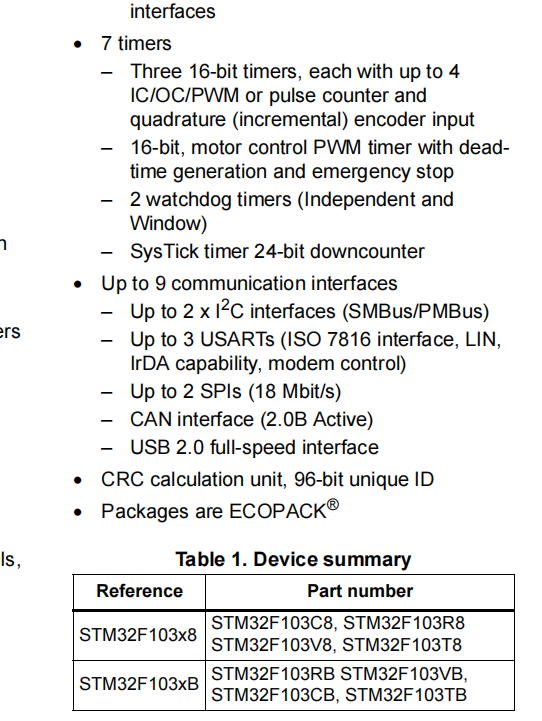 interfaces
• 7 timers
– Three 16-bit timers, each with up to 4
IC/OC/PWM or pulse counter and
quadrature (incremental) encoder input
– 16-bit, motor control PWM timer with dead-
time generation and emergency stop
– 2 watchdog timers (Independent and
Window)
– SysTick timer 24-bit downcounter
n
• Up to 9 communication interfaces
– Up to 2 x I²C interfaces (SMBus/PMBus)
ers
– Up to 3 USARTs (ISO 7816 interface, LIN,
IrDA capability, modem control)
– Up to 2 SPIs (18 Mbit/s)
– CAN interface (2.0B Active)
– USB 2.0 full-speed interface
• CRC calculation unit, 96-bit unique ID
• Packages are ECOPACK®
ls,
Table 1. Device summary
Reference Part number
STM32F103x8 STM32F103C8, STM32F103R8
STM32F103V8, STM32F103T8
STM32F103xB STM32F103RB STM32F103VB,
STM32F103CB, STM32F103TB